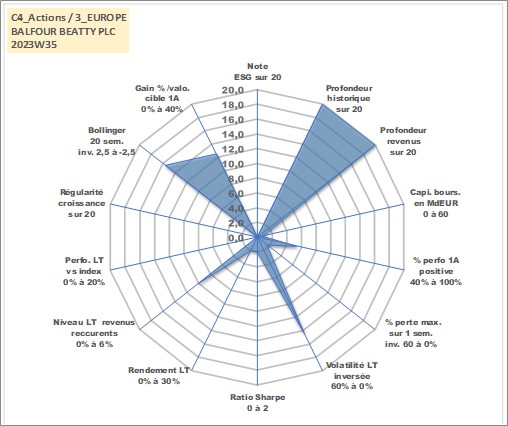 C4_Actions / 3_EUROPE
BALFOUR BEATTY PLC
2023W35
Note
ESG sur 20
Profondeur
historique
sur 20
Profondeur
revenus
sur 20
Capi. bours.
en MdEUR
0 à 60
% perfo 1A
positive
40% à 100%
% perte max.
sur 1 sem.
inv. 60 à 0%
Volatilité LT
inversée
60% à 0%
Ratio Sharpe
0 à 2
Rendement LT
0% à 30%
Niveau LT revenus
reccurents
0% à 6%
Perfo. LT
vs index
0% à 20%
Régularité
croissance
sur 20
Bollinger
20 sem.
inv. 2,5 à -2,5
Gain % /valo.
cible 1A
0% à 40%
20,0
18,0
16,0
14,0
12,0
10,0
8,0
6,0
4,0
2,0
0,0